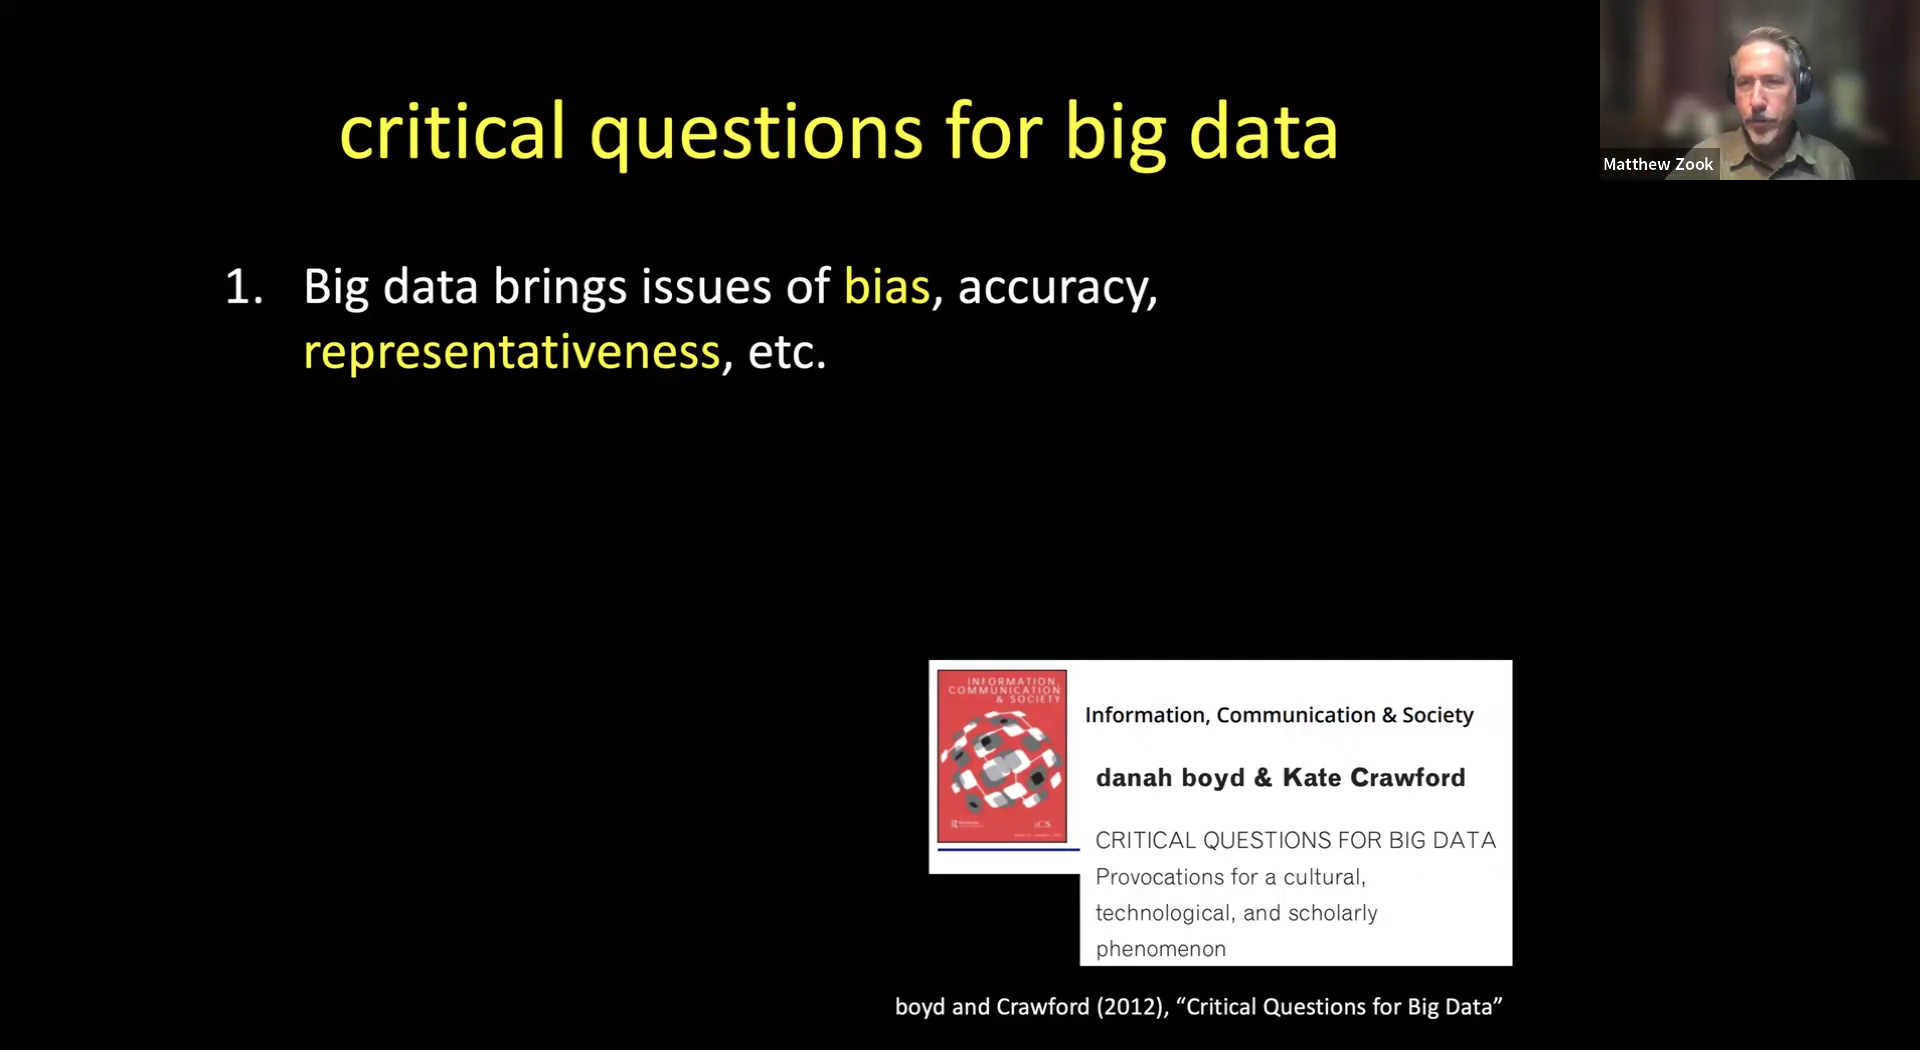 critical questions for big data
Matthew Zook
1. Big data brings issues of bias, accuracy,
representativeness, etc.
INFORMATION,
COMMUNICATION
& SOCIETY
Information, Communication & Society
danah boyd & Kate Crawford
CRITICAL QUESTIONS FOR BIG DATA
Provocations for a cultural,
technological, and scholarly
phenomenon
boyd and Crawford (2012), “Critical Questions for Big Data”